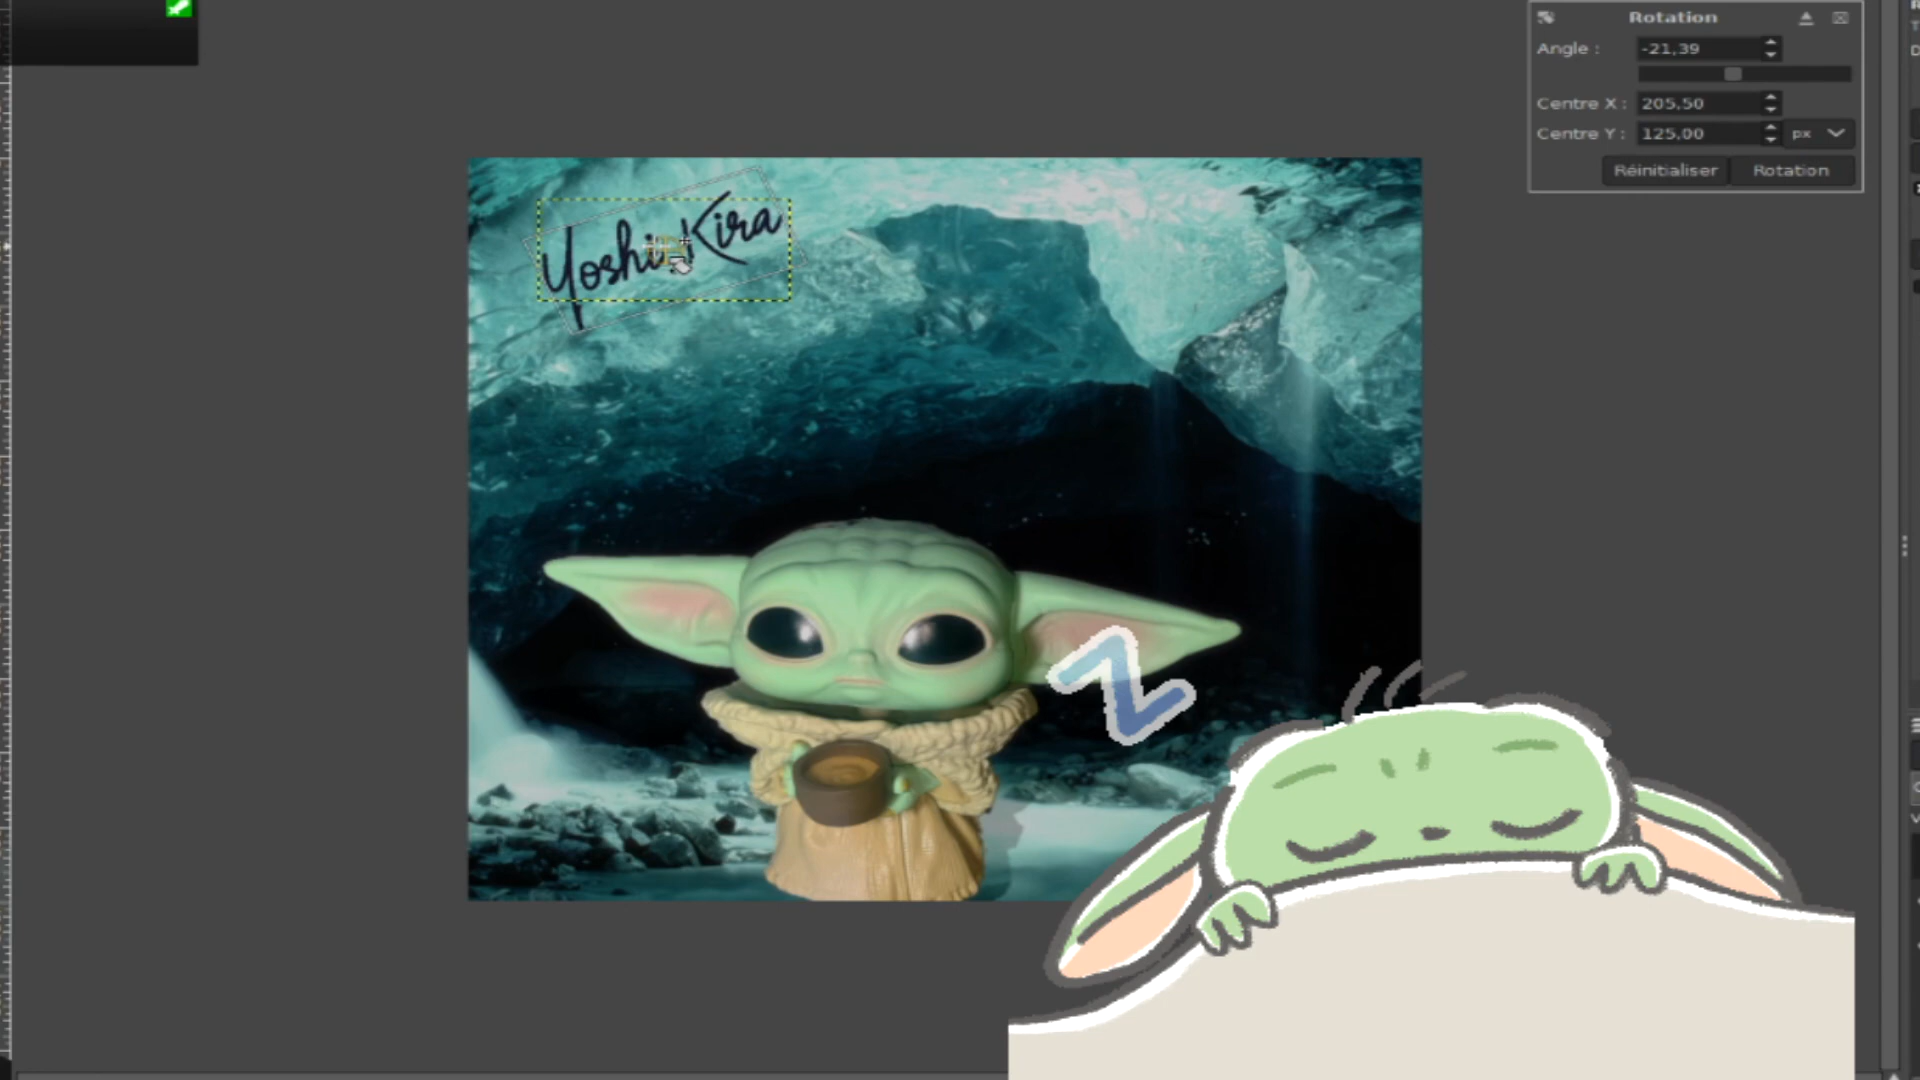 Rotation
Angle :
-21,39
Centre X :
205,50
Centre Y :
125,00
px
Réinitialiser
Rotation
Yoshi Kira
Z